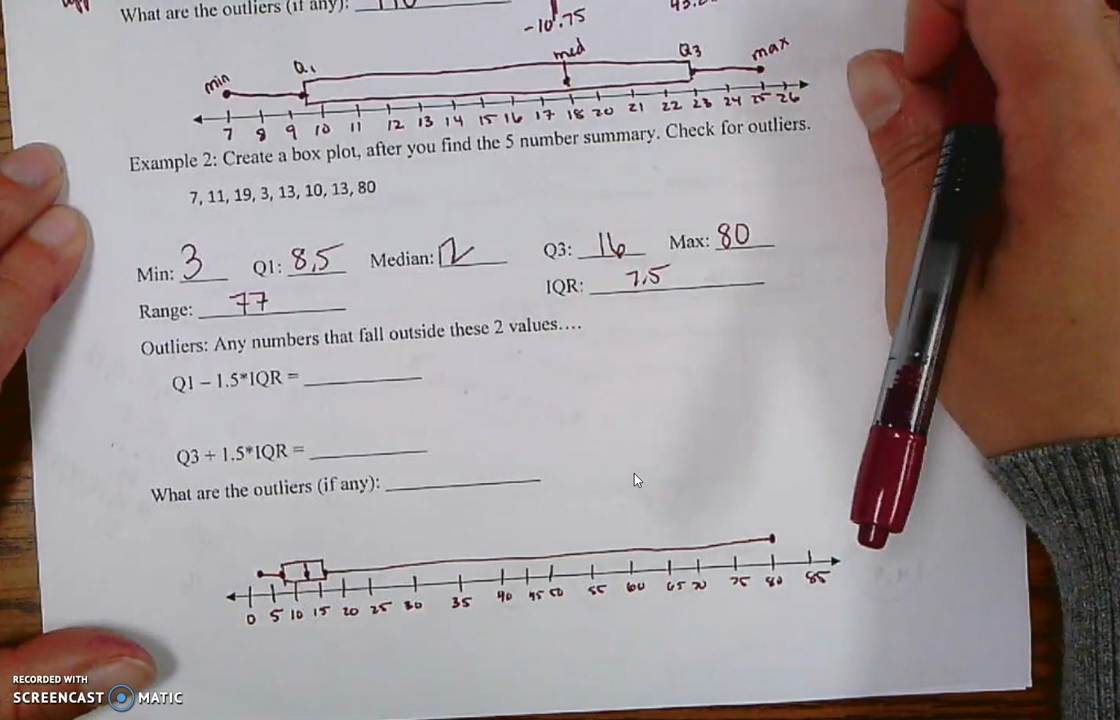 What are the outliers (if any):
-10.75
min Q1 med Q3 max
7 8 9 10 11 12 13 14 15 16 17 18 20 21 22 23 24 25 26
Example 2: Create a box plot, after you find the 5 number summary. Check for outliers.
7, 11, 19, 3, 13, 10, 13, 80
Min: 3 Q1: 8,5 Median: 12 Q3: 16 Max: 80
Range: 77 IQR: 7.5
Outliers: Any numbers that fall outside these 2 values….
Q1 – 1.5*IQR =
Q3 + 1.5*IQR =
What are the outliers (if any):
0 5 10 15 20 25 30 35 40 45 50 55 60 65 70 75 80 85
RECORDED WITH
SCREENCAST MATIC